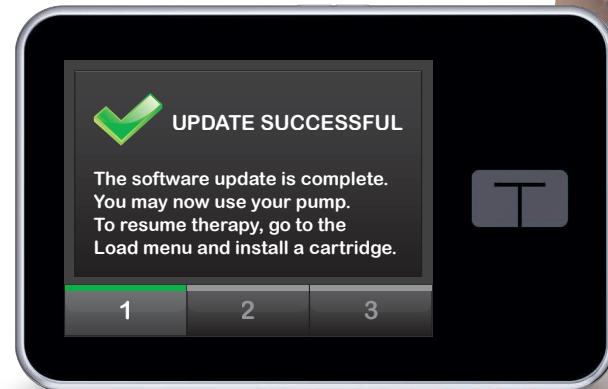 UPDATE SUCCESSFUL
The software update is complete.
You may now use your pump.
To resume therapy, go to the
Load menu and install a cartridge.
1 2 3